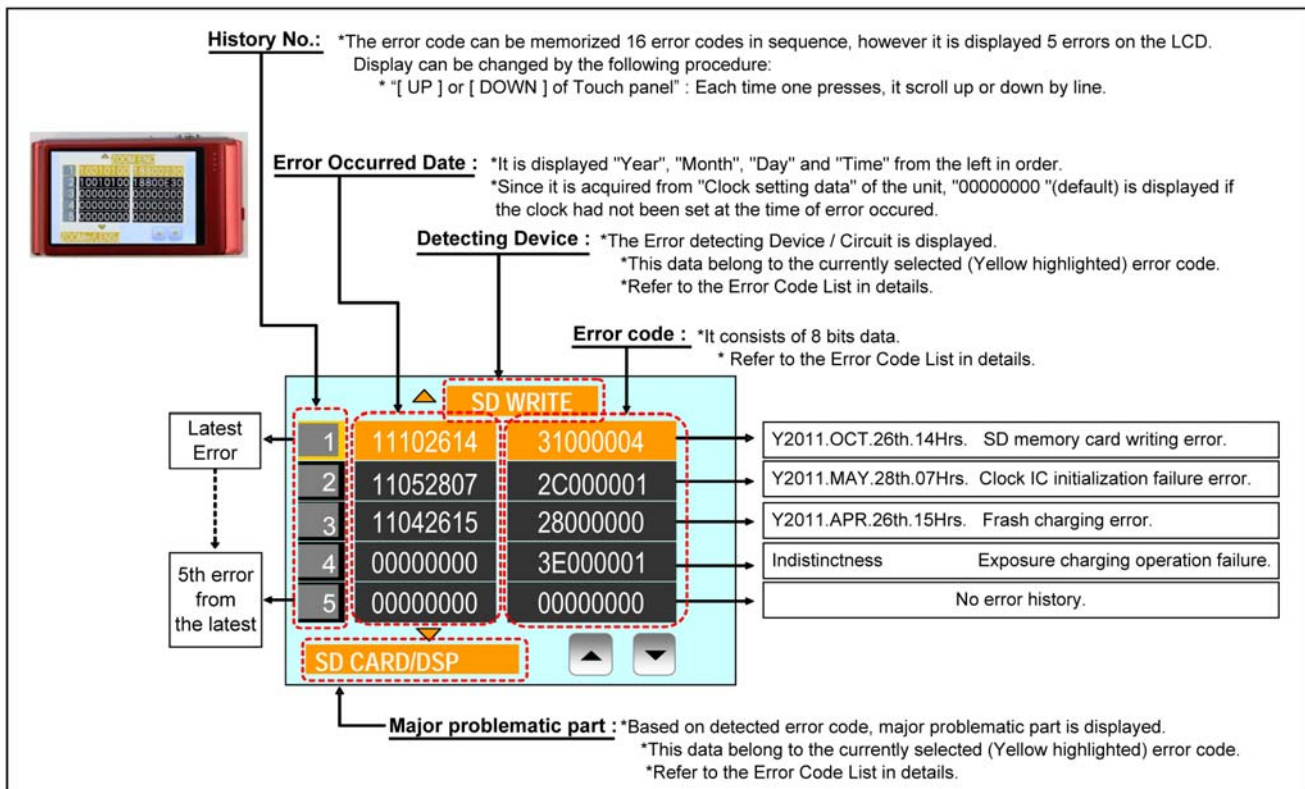 History No.: *The error code can be memorized 16 error codes in sequence, however it is displayed 5 errors on the LCD.
Display can be changed by the following procedure:
* "[ UP ] or [ DOWN ] of Touch panel" : Each time one presses, it scroll up or down by line.
Error Occurred Date : *It is displayed "Year", "Month", "Day" and "Time" from the left in order.
*Since it is acquired from "Clock setting data" of the unit, "00000000 "(default) is displayed if
the clock had not been set at the time of error occured.
Detecting Device : *The Error detecting Device / Circuit is displayed.
*This data belong to the currently selected (Yellow highlighted) error code.
*Refer to the Error Code List in details.
Error code : *It consists of 8 bits data.
* Refer to the Error Code List in details.
SD WRITE
Latest
Error
1 11102614 31000004 Y2011.OCT.26th.14Hrs. SD memory card writing error.
2 11052807 2C000001 Y2011.MAY.28th.07Hrs. Clock IC initialization failure error.
3 11042615 28000000 Y2011.APR.26th.15Hrs. Frash charging error.
4 00000000 3E000001 Indistinctness Exposure charging operation failure.
5 00000000 00000000 No error history.
5th error
from
the latest
SD CARD/DSP
Major problematic part : *Based on detected error code, major problematic part is displayed.
*This data belong to the currently selected (Yellow highlighted) error code.
*Refer to the Error Code List in details.